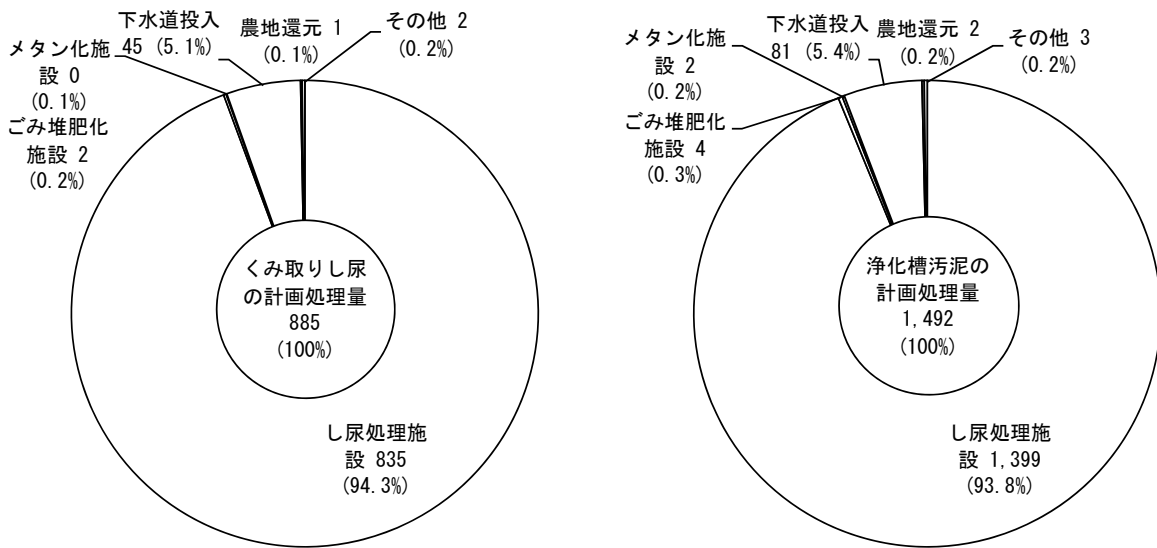 下水道投入
45 (5.1%)
農地還元 1
(0.1%)
その他 2
(0.2%)
メタン化施
設 0
(0.1%)
ごみ堆肥化
施設 2
(0.2%)
くみ取りし尿
の計画処理量
885
(100%)
し尿処理施
設 835
(94.3%)
下水道投入
81 (5.4%)
農地還元 2
(0.2%)
その他 3
(0.2%)
メタン化施
設 2
(0.2%)
ごみ堆肥化
施設 4
(0.3%)
浄化槽汚泥の
計画処理量
1,492
(100%)
し尿処理施
設 1,399
(93.8%)